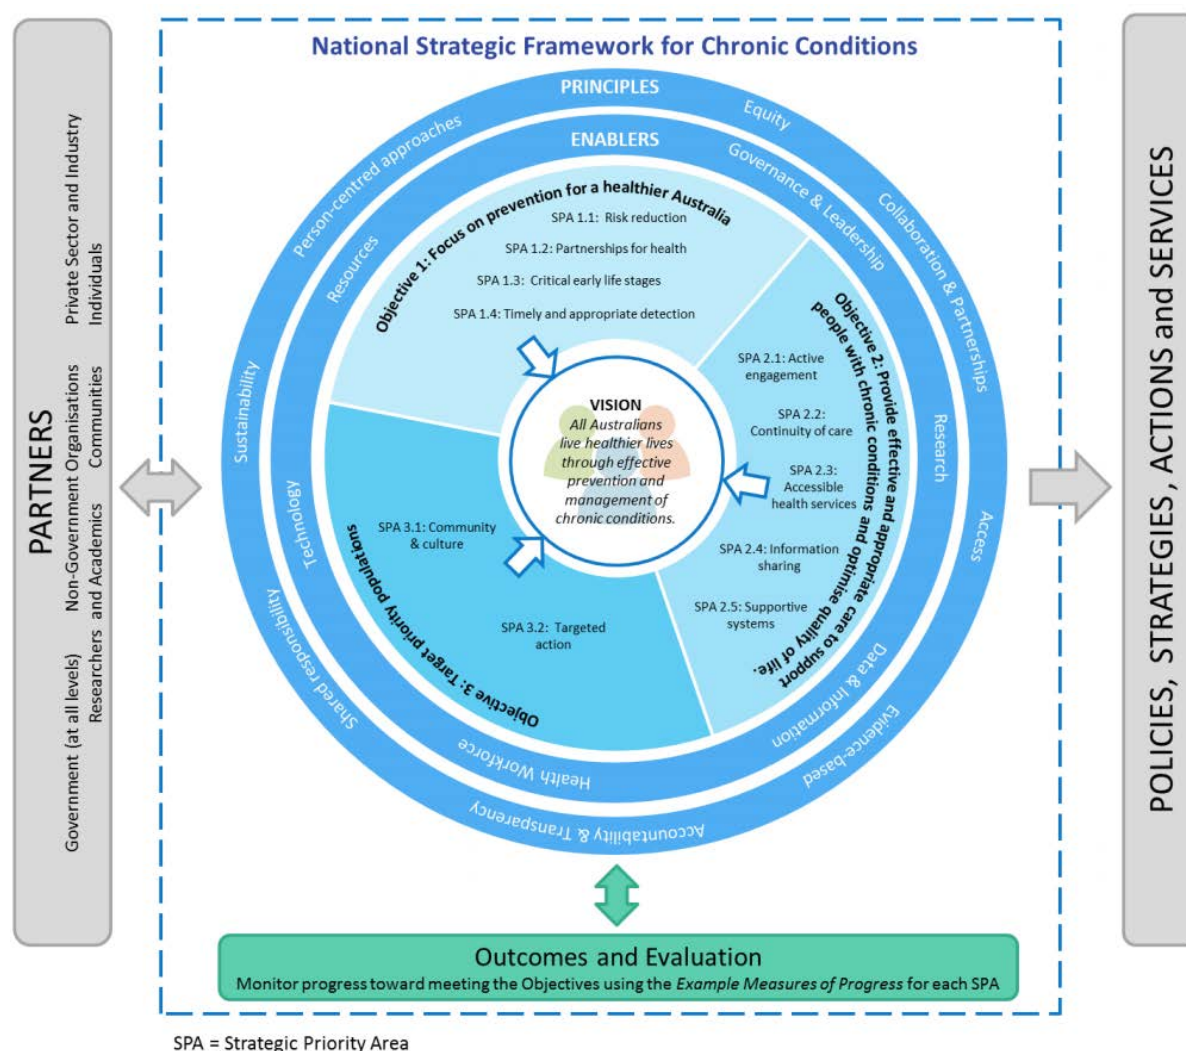 National Strategic Framework for Chronic Conditions
PARTNERS
Government (at all levels)
Non-Government Organisations
Private Sector and Industry
Researchers and Academics
Communities
Individuals
PRINCIPLES
Equity
Collaboration & Partnerships
Access
Evidence-based
Accountability & Transparency
Shared responsibility
Sustainability
Person-centred approaches
ENABLERS
Governance & Leadership
Research
Data & Information
Health Workforce
Technology
Resources
Objective 1: Focus on prevention for a healthier Australia
SPA 1.1: Risk reduction
SPA 1.2: Partnerships for health
SPA 1.3: Critical early life stages
SPA 1.4: Timely and appropriate detection
Objective 2: Provide effective and appropriate care to support
people with chronic conditions and optimise quality of life.
SPA 2.1: Active
engagement
SPA 2.2:
Continuity of care
SPA 2.3:
Accessible
health services
SPA 2.4: Information
sharing
SPA 2.5: Supportive
systems
Objective 3: Target priority populations
SPA 3.1: Community
& culture
SPA 3.2: Targeted
action
VISION
All Australians
live healthier lives
through effective
prevention and
management of
chronic conditions.
POLICIES, STRATEGIES, ACTIONS and SERVICES
Outcomes and Evaluation
Monitor progress toward meeting the Objectives using the Example Measures of Progress for each SPA
SPA = Strategic Priority Area